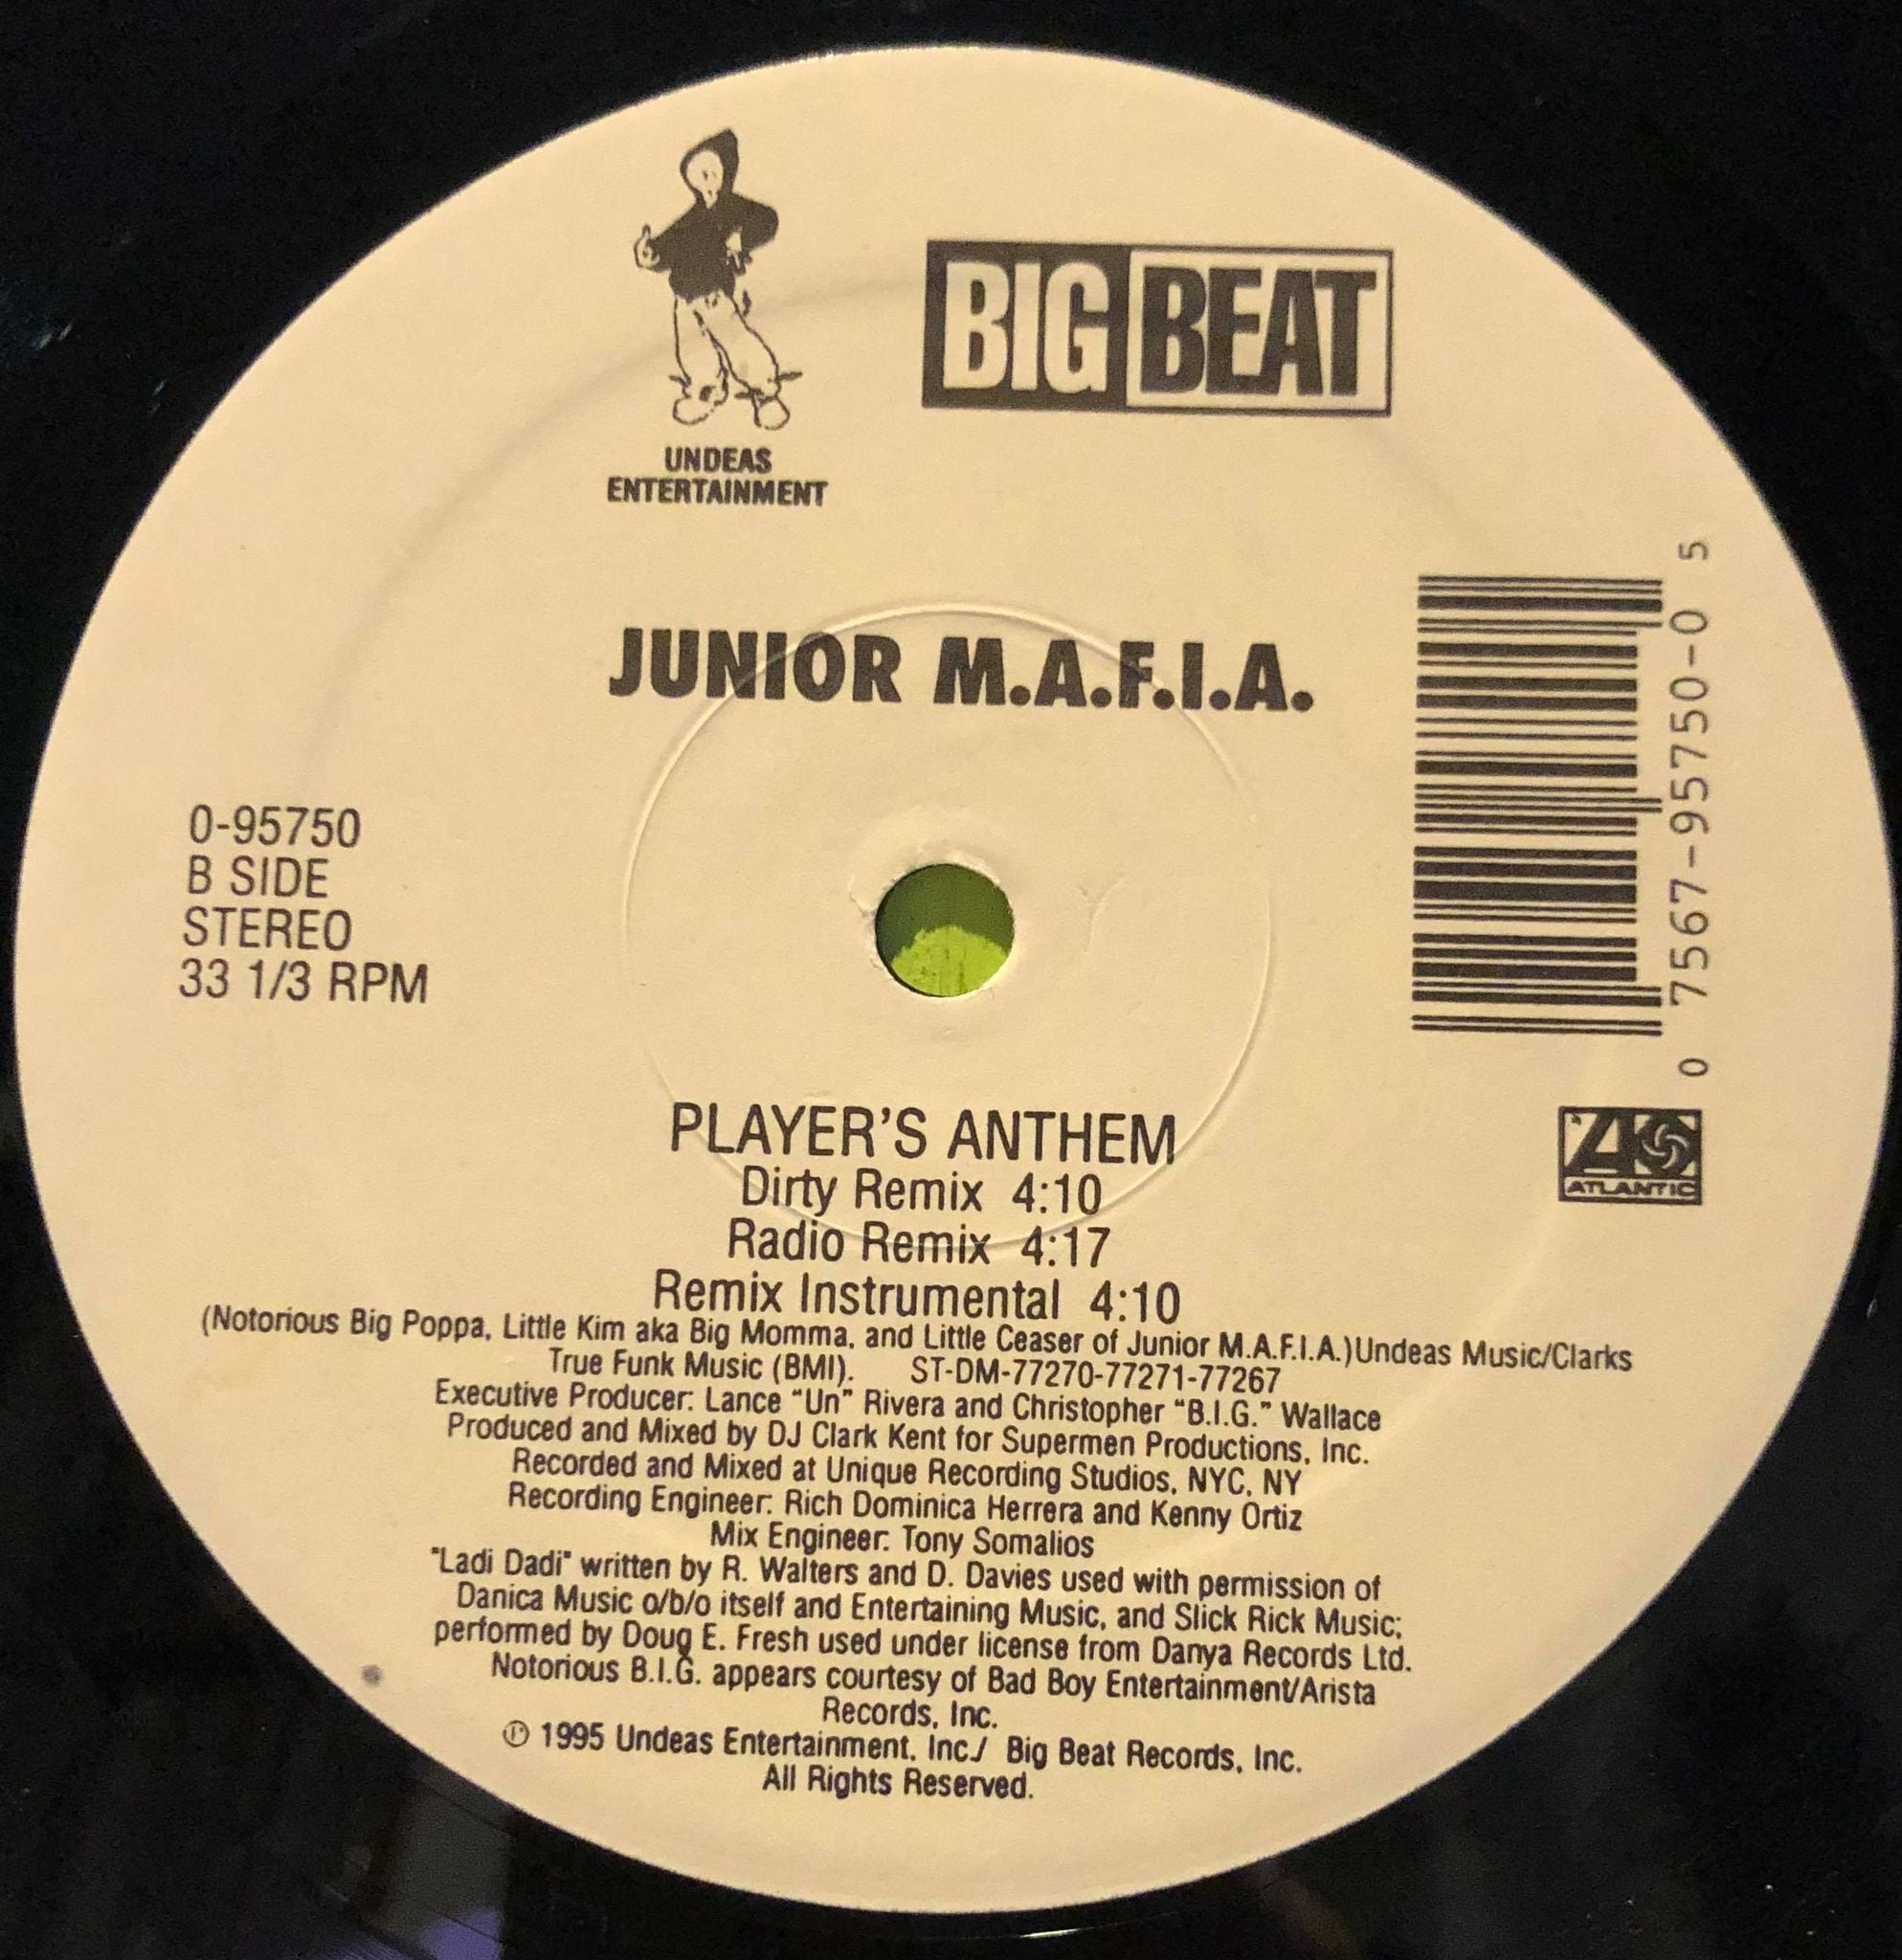 UNDEAS
ENTERTAINMENT
BIG BEAT
JUNIOR M.A.F.I.A.
0-95750
B SIDE
STEREO
33 1/3 RPM
0 7567-95750-0 5
ATLANTIC
PLAYER'S ANTHEM
Dirty Remix 4:10
Radio Remix 4:17
Remix Instrumental 4:10
(Notorious Big Poppa, Little Kim aka Big Momma, and Little Ceaser of Junior M.A.F.I.A.)Undeas Music/Clarks
True Funk Music (BMI). ST-DM-77270-77271-77267
Executive Producer: Lance "Un" Rivera and Christopher "B.I.G." Wallace
Produced and Mixed by DJ Clark Kent for Supermen Productions, Inc.
Recorded and Mixed at Unique Recording Studios, NYC, NY
Recording Engineer: Rich Dominica Herrera and Kenny Ortiz
Mix Engineer: Tony Somalios
"Ladi Dadi" written by R. Walters and D. Davies used with permission of
Danica Music o/b/o itself and Entertaining Music, and Slick Rick Music;
performed by Doug E. Fresh used under license from Danya Records Ltd.
Notorious B.I.G. appears courtesy of Bad Boy Entertainment/Arista
Records, Inc.
℗ 1995 Undeas Entertainment, Inc./ Big Beat Records, Inc.
All Rights Reserved.